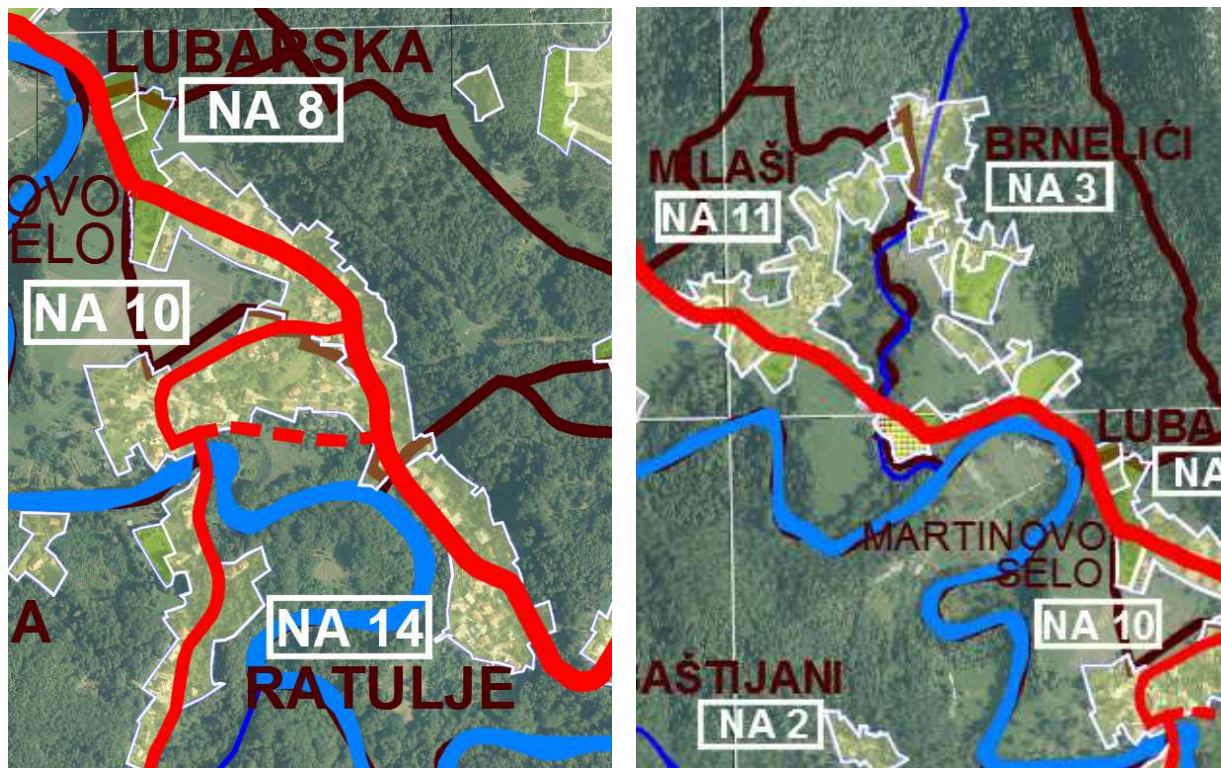 LUBARSKA
NA 8
OVO
ELO
NA 10
A
NA 14
RATULJE
MILAŠI
NA 11
BRNELIĆI
NA 3
LUBA
NA
MARTINOVO
SELO
NA 10
AŠTIJANI
NA 2